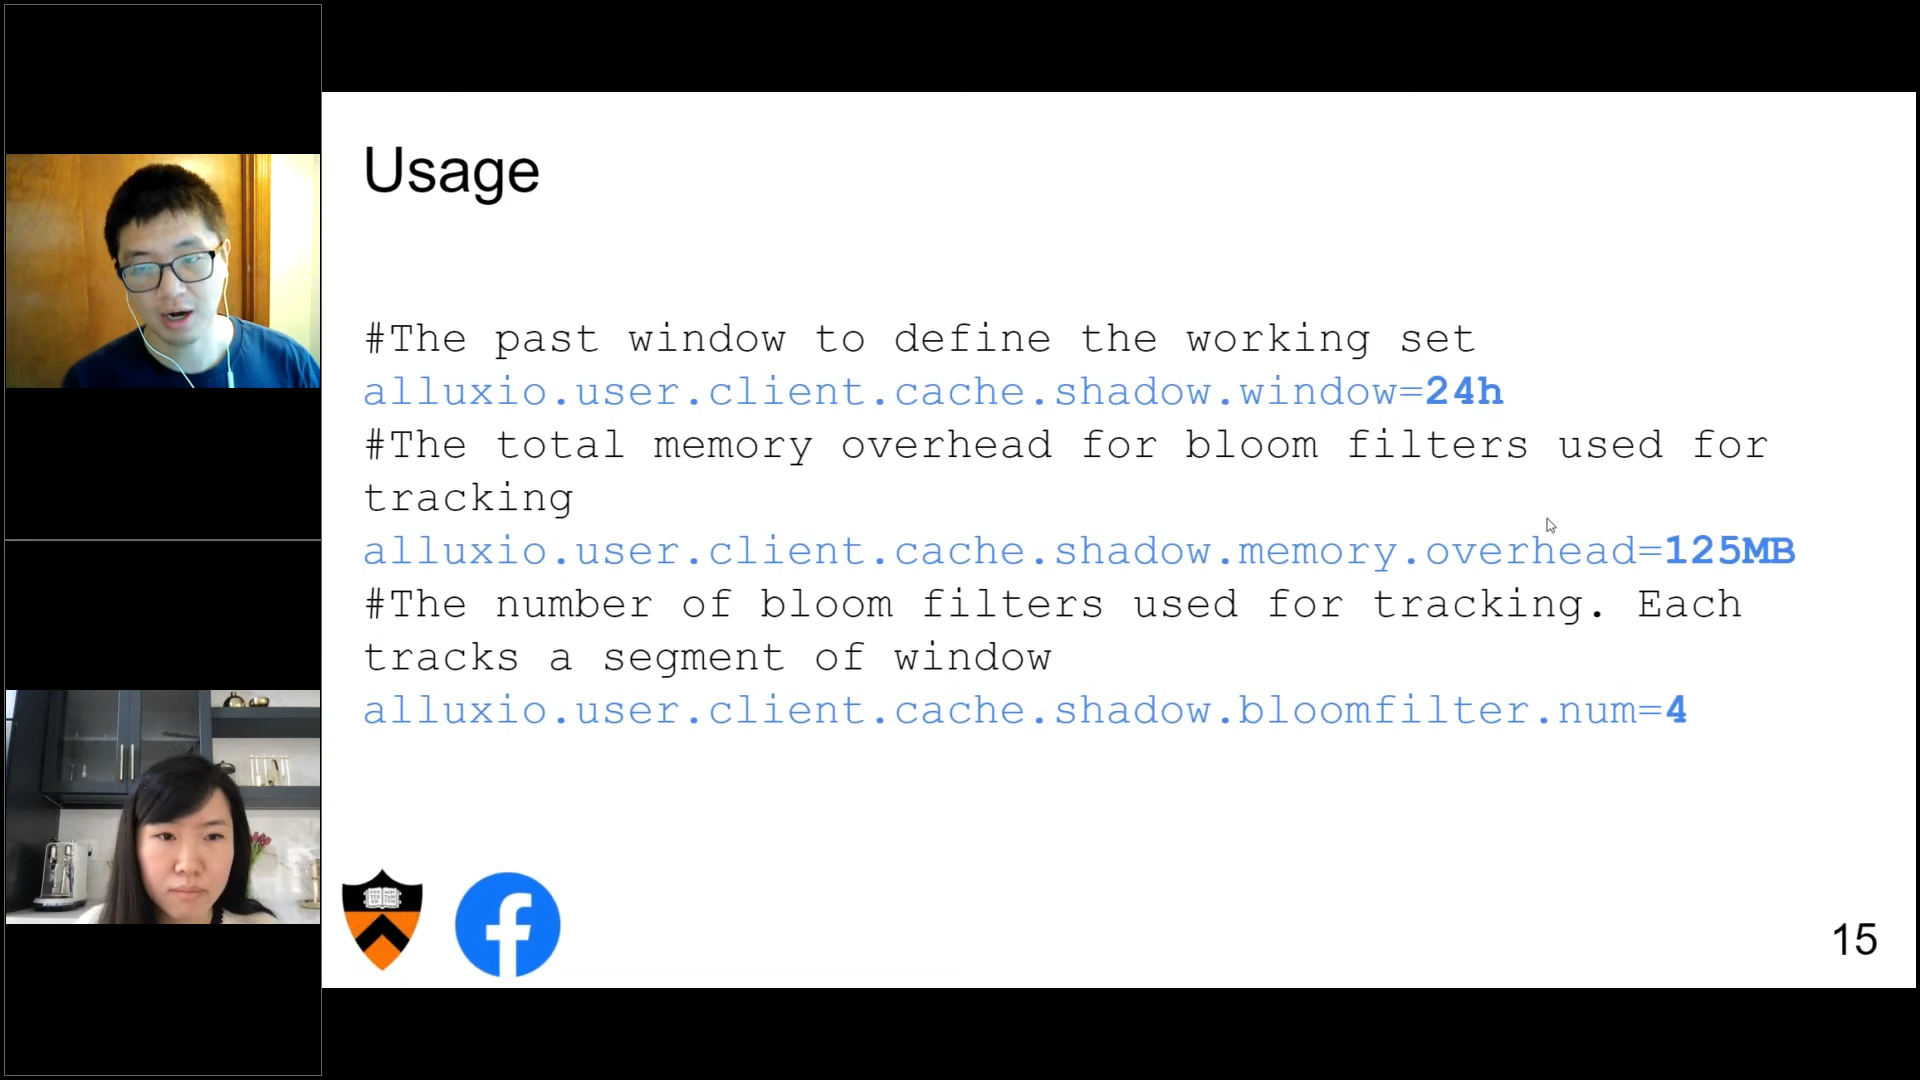 Usage
#The past window to define the working set
alluxio.user.client.cache.shadow.window=24h
#The total memory overhead for bloom filters used for
tracking
alluxio.user.client.cache.shadow.memory.overhead=125MB
#The number of bloom filters used for tracking. Each
tracks a segment of window
alluxio.user.client.cache.shadow.bloomfilter.num=4
15